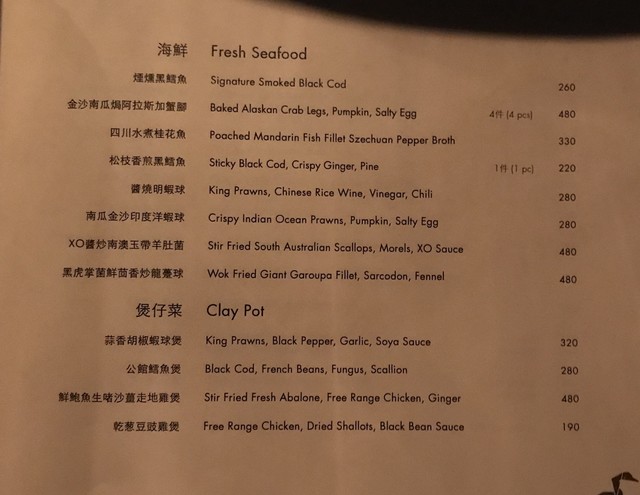 海鮮 Fresh Seafood
煙燻黑鱈魚 Signature Smoked Black Cod 260
金沙南瓜焗阿拉斯加蟹腳 Baked Alaskan Crab Legs, Pumpkin, Salty Egg 4件 (4 pcs) 480
四川水煮桂花魚 Poached Mandarin Fish Fillet Szechuan Pepper Broth 330
松枝香煎黑鱈魚 Sticky Black Cod, Crispy Ginger, Pine 1件 (1 pc) 220
醬燒明蝦球 King Prawns, Chinese Rice Wine, Vinegar, Chili 280
南瓜金沙印度洋蝦球 Crispy Indian Ocean Prawns, Pumpkin, Salty Egg 280
XO醬炒南澳玉帶羊肚菌 Stir Fried South Australian Scallops, Morels, XO Sauce 480
黑虎掌菌鮮茴香炒龍躉球 Wok Fried Giant Garoupa Fillet, Sarcodon, Fennel 480
煲仔菜 Clay Pot
蒜香胡椒蝦球煲 King Prawns, Black Pepper, Garlic, Soya Sauce 320
公館鱈魚煲 Black Cod, French Beans, Fungus, Scallion 280
鮮鮑魚生啫沙薑走地雞煲 Stir Fried Fresh Abalone, Free Range Chicken, Ginger 480
乾葱豆豉雞煲 Free Range Chicken, Dried Shallots, Black Bean Sauce 190